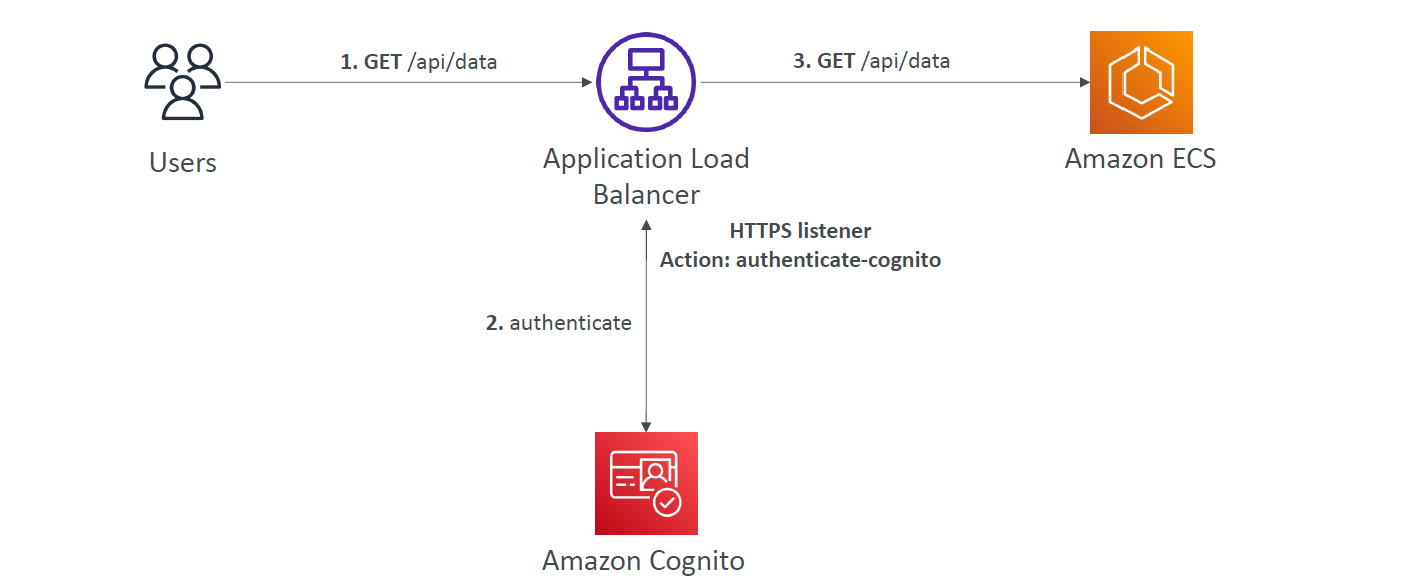 1. GET /api/data
3. GET /api/data
Users
Application Load
Balancer
Amazon ECS
HTTPS listener
Action: authenticate-cognito
2. authenticate
Amazon Cognito